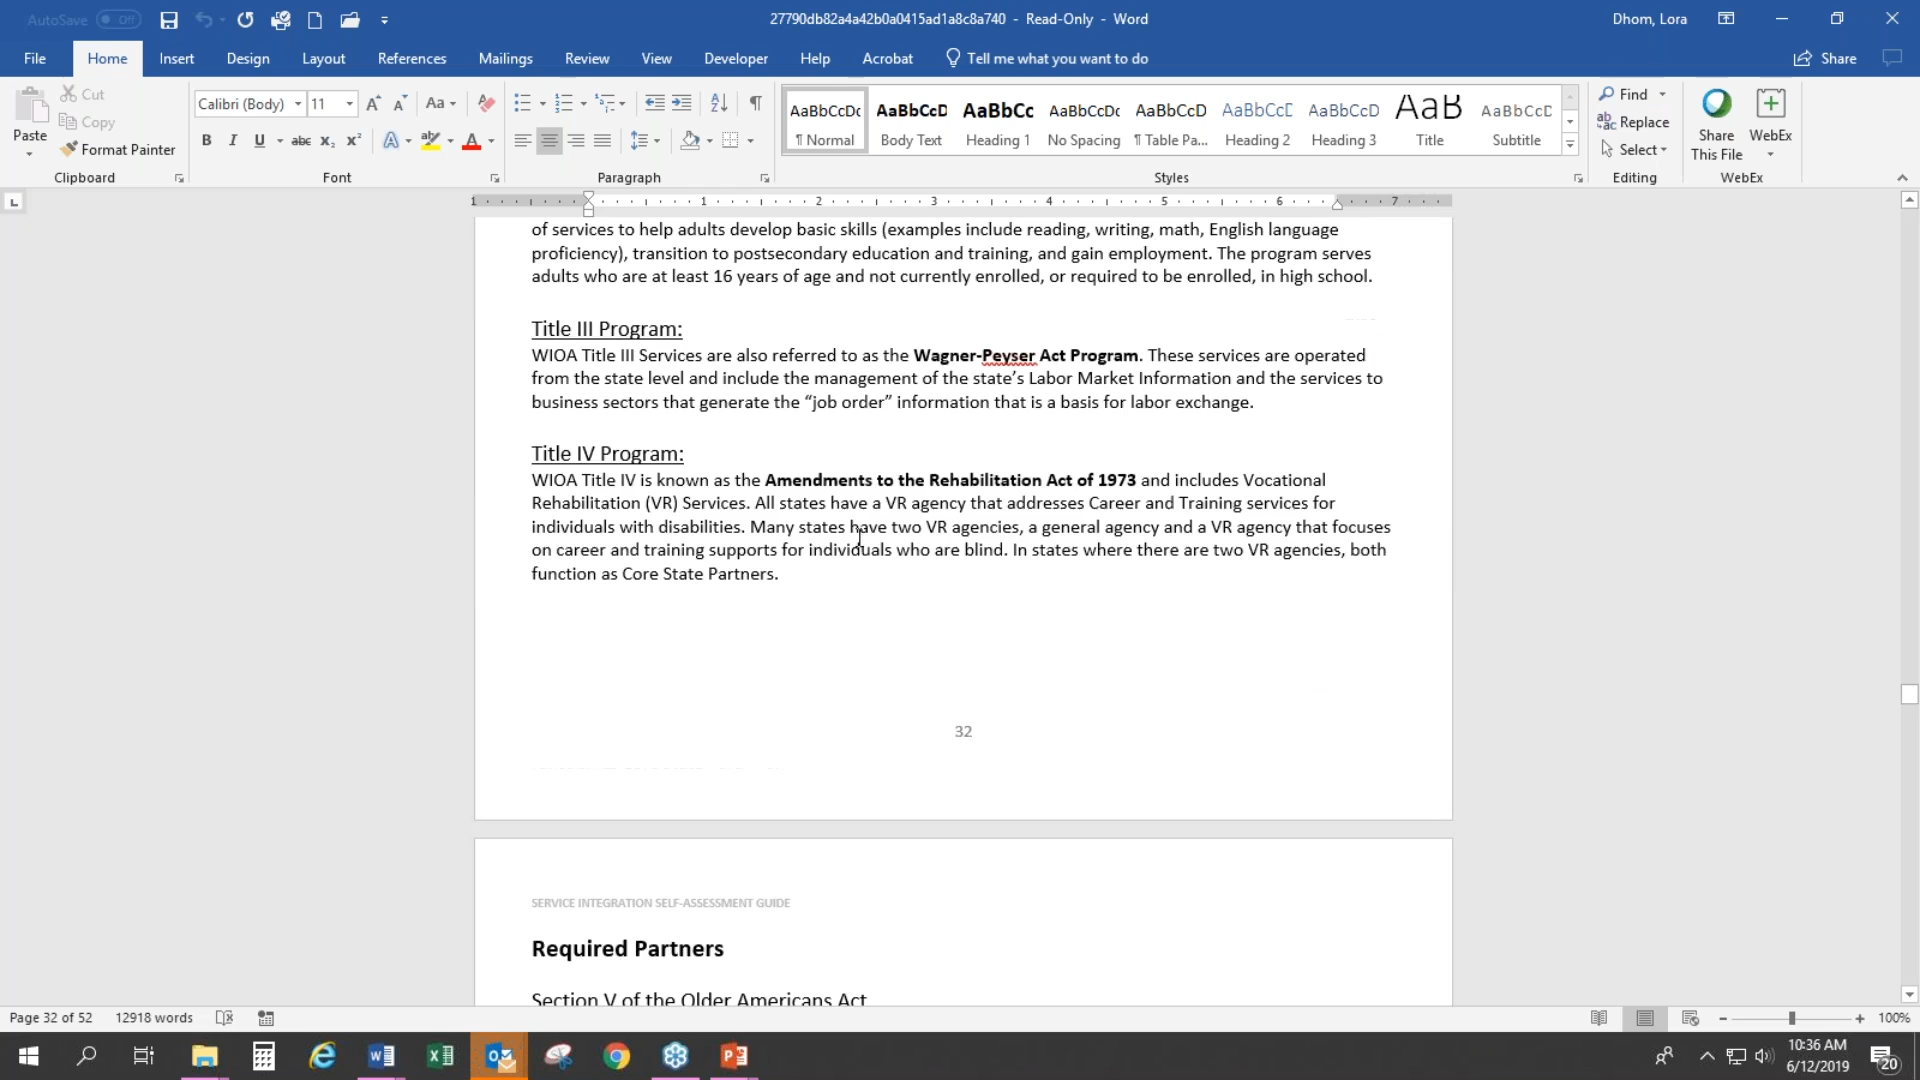 AutoSave Off
27790db82a4a42b0a0415ad1a8c8a740 - Read-Only - Word
Dhom, Lora
File Home Insert Design Layout References Mailings Review View Developer Help Acrobat Tell me what you want to do Share
Paste
Cut
Copy
Format Painter
Clipboard
Calibri (Body) 11
Font
Paragraph
AaBbCcDc AaBbCcD AaBbCc AaBbCcDc AaBbCcD AaBbCcD AaBbCcD AaB AaBbCcD
¶ Normal Body Text Heading 1 No Spacing ¶ Table Pa... Heading 2 Heading 3 Title Subtitle
Styles
Find
Replace
Select
Editing
Share This File
WebEx
WebEx
1 1 2 3 4 5 6 7
of services to help adults develop basic skills (examples include reading, writing, math, English language
proficiency), transition to postsecondary education and training, and gain employment. The program serves
adults who are at least 16 years of age and not currently enrolled, or required to be enrolled, in high school.
Title III Program:
WIOA Title III Services are also referred to as the Wagner-Peyser Act Program. These services are operated
from the state level and include the management of the state’s Labor Market Information and the services to
business sectors that generate the “job order” information that is a basis for labor exchange.
Title IV Program:
WIOA Title IV is known as the Amendments to the Rehabilitation Act of 1973 and includes Vocational
Rehabilitation (VR) Services. All states have a VR agency that addresses Career and Training services for
individuals with disabilities. Many states have two VR agencies, a general agency and a VR agency that focuses
on career and training supports for individuals who are blind. In states where there are two VR agencies, both
function as Core State Partners.
32
SERVICE INTEGRATION SELF-ASSESSMENT GUIDE
Required Partners
Section V of the Older Americans Act
Page 32 of 52 12918 words
100%
10:36 AM
6/12/2019
20